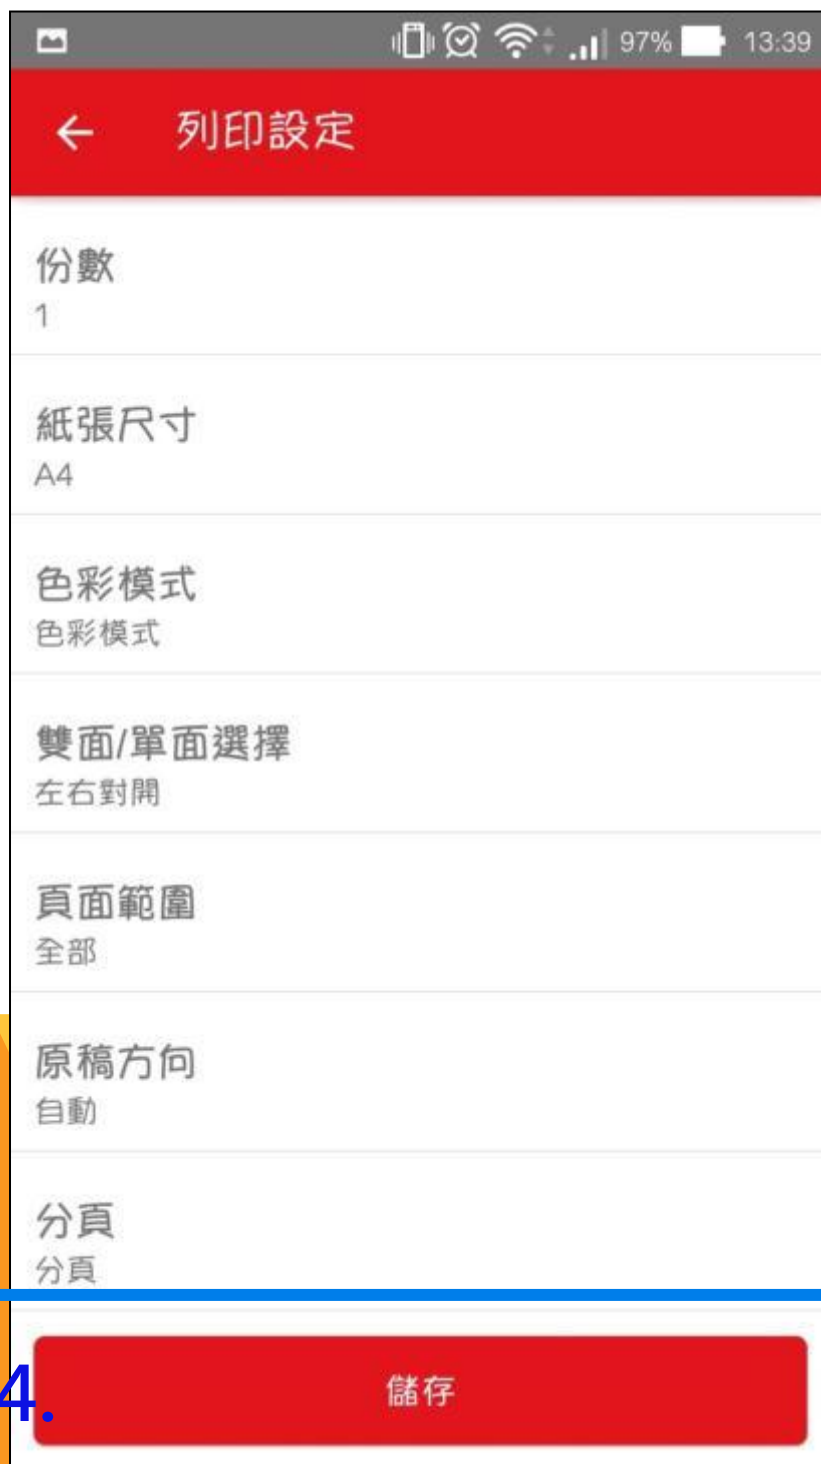 97% 13:39
列印設定
份數
1
紙張尺寸
A4
色彩模式
色彩模式
雙面/單面選擇
左右對開
頁面範圍
全部
原稿方向
自動
分頁
分頁
4.
儲存